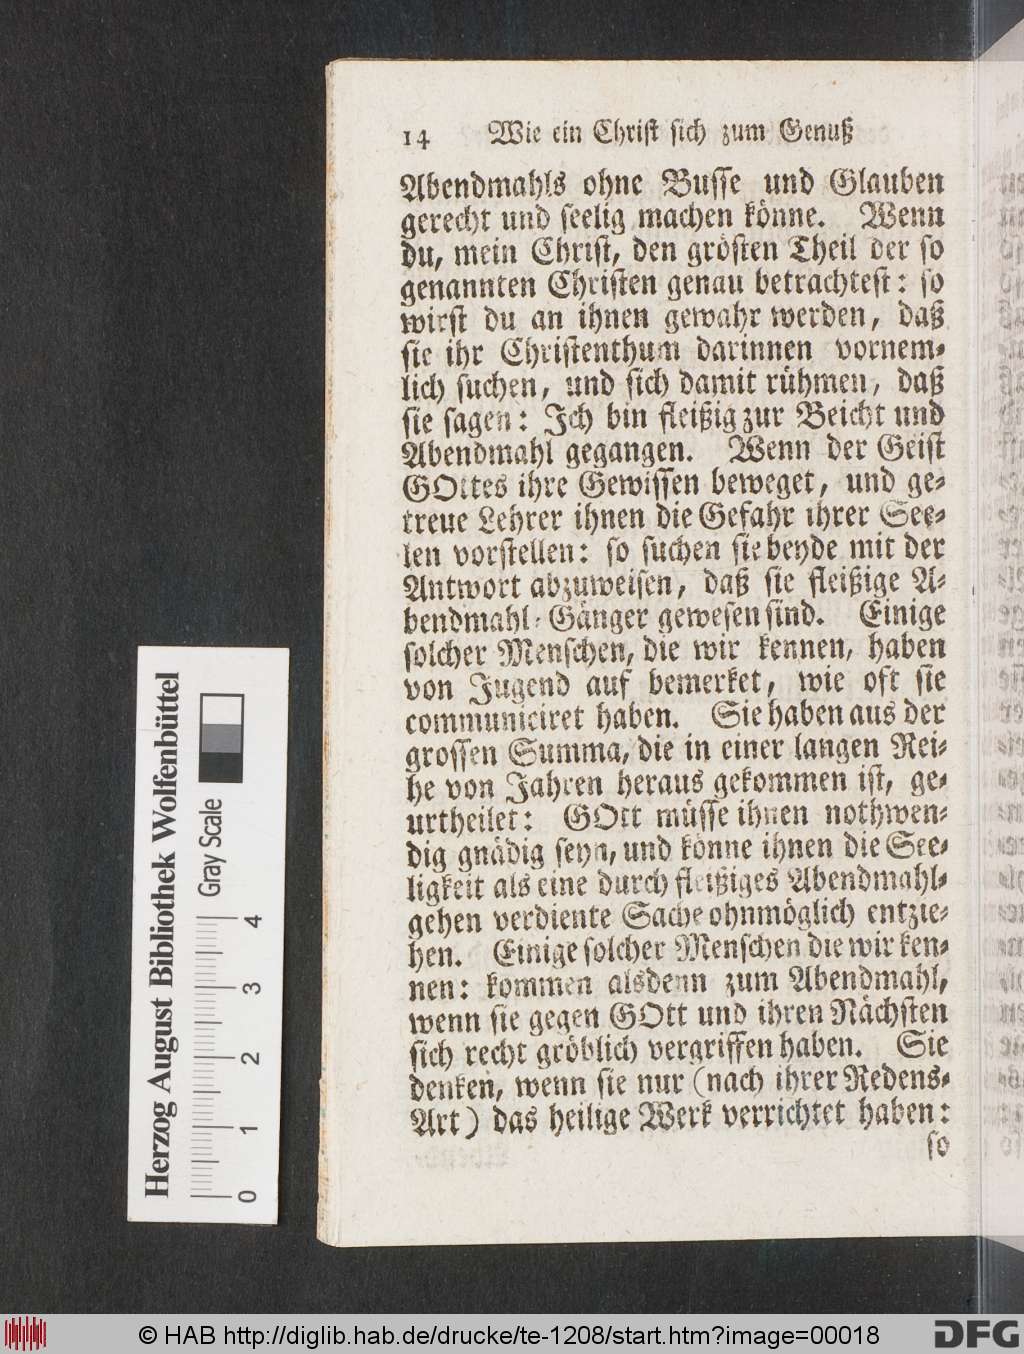 14 Wie ein Christ sich zum Genuß
Abendmahls ohne Busse und Glauben
gerecht und seelig machen könne. Wenn
du, mein Christ, den grösten Theil der so
genannten Christen genau betrachtest: so
wirst du an ihnen gewahr werden, daß
sie ihr Christenthum darinnen vornem-
lich suchen, und sich damit rühmen, daß
sie sagen: Ich bin fleißig zur Beicht und
Abendmahl gegangen. Wenn der Geist
GOttes ihre Gewissen beweget, und ge-
treue Lehrer ihnen die Gefahr ihrer See-
len vorstellen: so suchen sie beyde mit der
Antwort abzuweisen, daß sie fleißige A-
bendmahl-Gänger gewesen sind. Einige
solcher Menschen, die wir kennen, haben
von Jugend auf bemerket, wie oft sie
communiciret haben. Sie haben aus der
grossen Summa, die in einer langen Rei-
he von Jahren heraus gekommen ist, ge-
urtheilet: GOtt müsse ihnen nothwen-
dig gnädig seyn, und könne ihnen die See-
ligkeit als eine durch fleißiges Abendmahl-
gehen verdiente Sache ohnmöglich entzie-
hen. Einige solcher Menschen die wir ken-
nen: kommen alsdenn zum Abendmahl,
wenn sie gegen GOtt und ihren Nächsten
sich recht gröblich vergriffen haben. Sie
denken, wenn sie nur (nach ihrer Redens-
Art) das heilige Werk verrichtet haben:
so
Herzog August Bibliothek Wolfenbüttel
Gray Scale
0 1 2 3 4
© HAB http://diglib.hab.de/drucke/te-1208/start.htm?image=00018
DFG